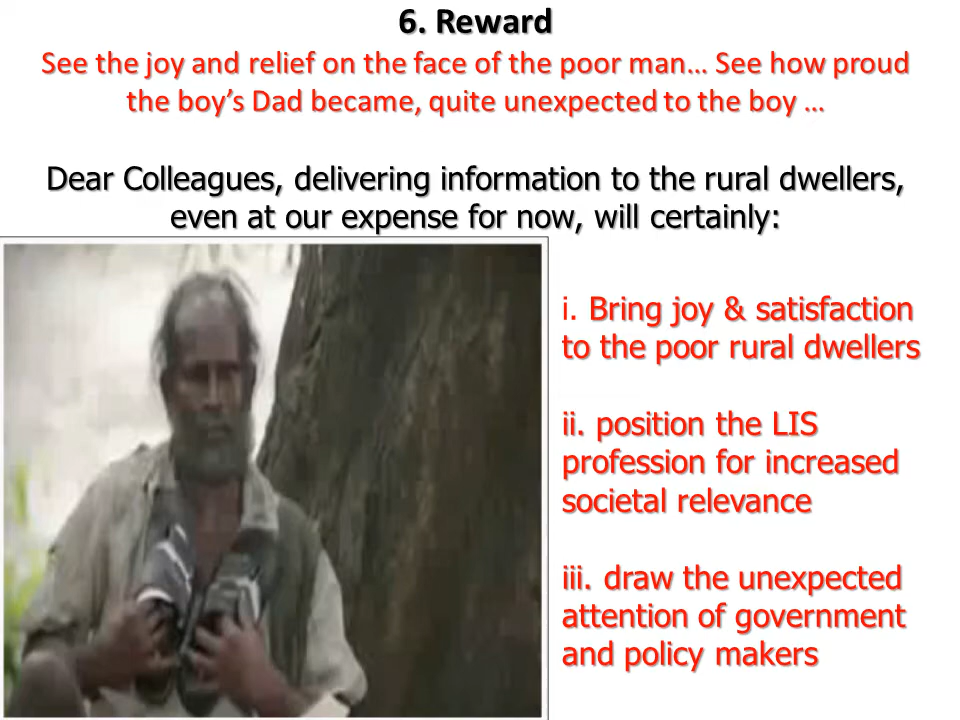 6. Reward
See the joy and relief on the face of the poor man… See how proud
the boy’s Dad became, quite unexpected to the boy …
Dear Colleagues, delivering information to the rural dwellers,
even at our expense for now, will certainly:
i. Bring joy & satisfaction
to the poor rural dwellers
ii. position the LIS
profession for increased
societal relevance
iii. draw the unexpected
attention of government
and policy makers